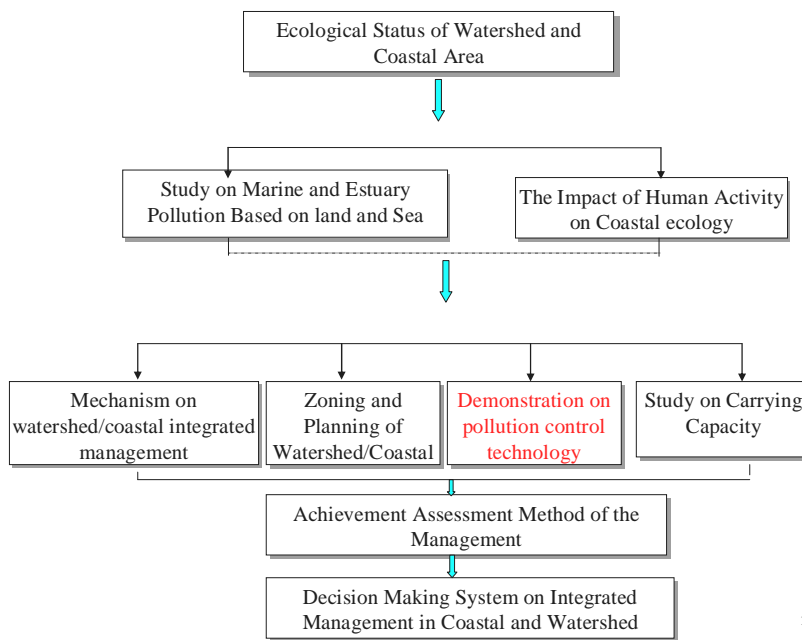 Ecological Status of Watershed and
Coastal Area
Study on Marine and Estuary
Pollution Based on land and Sea
The Impact of Human Activity
on Coastal ecology
Mechanism on
watershed/coastal integrated
management
Zoning and
Planning of
Watershed/Coastal
Demonstration on
pollution control
technology
Study on Carrying
Capacity
Achievement Assessment Method of the
Management
Decision Making System on Integrated
Management in Coastal and Watershed